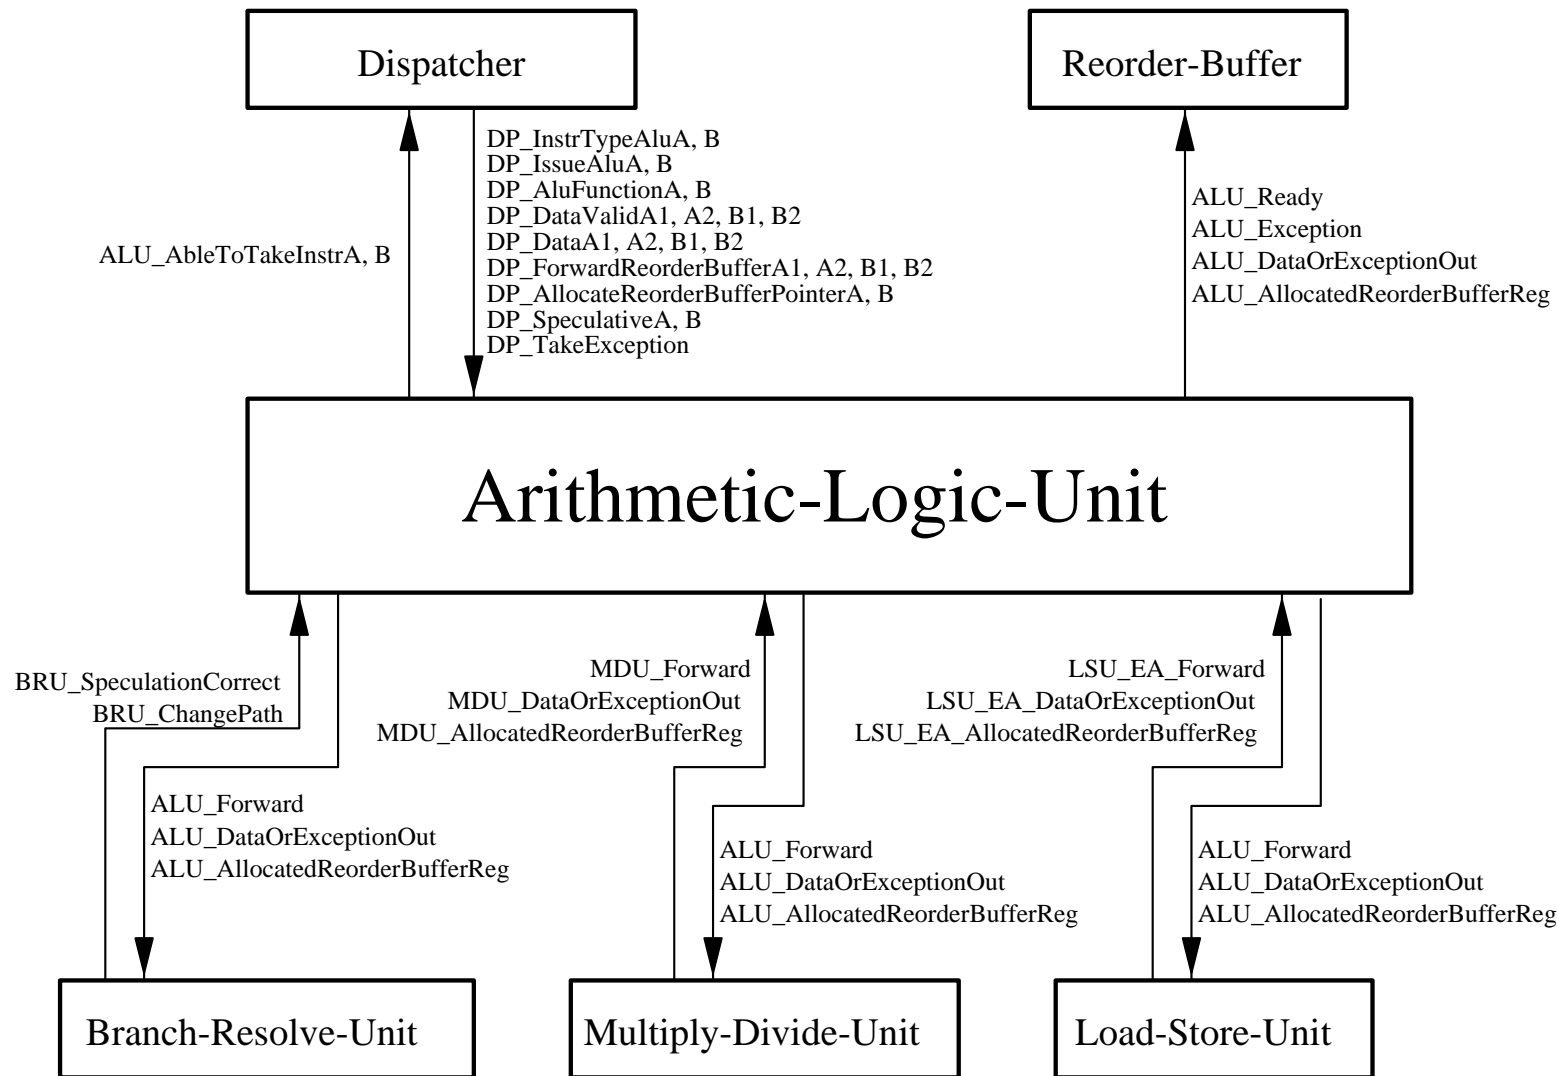 Dispatcher
Reorder-Buffer
DP_InstrTypeAluA, B
DP_IssueAluA, B
DP_AluFunctionA, B
DP_DataValidA1, A2, B1, B2
DP_DataA1, A2, B1, B2
DP_ForwardReorderBufferA1, A2, B1, B2
DP_AllocateReorderBufferPointerA, B
DP_SpeculativeA, B
DP_TakeException
ALU_AbleToTakeInstrA, B
ALU_Ready
ALU_Exception
ALU_DataOrExceptionOut
ALU_AllocatedReorderBufferReg
Arithmetic-Logic-Unit
BRU_SpeculationCorrect
BRU_ChangePath
ALU_Forward
ALU_DataOrExceptionOut
ALU_AllocatedReorderBufferReg
MDU_Forward
MDU_DataOrExceptionOut
MDU_AllocatedReorderBufferReg
ALU_Forward
ALU_DataOrExceptionOut
ALU_AllocatedReorderBufferReg
LSU_EA_Forward
LSU_EA_DataOrExceptionOut
LSU_EA_AllocatedReorderBufferReg
ALU_Forward
ALU_DataOrExceptionOut
ALU_AllocatedReorderBufferReg
Branch-Resolve-Unit
Multiply-Divide-Unit
Load-Store-Unit